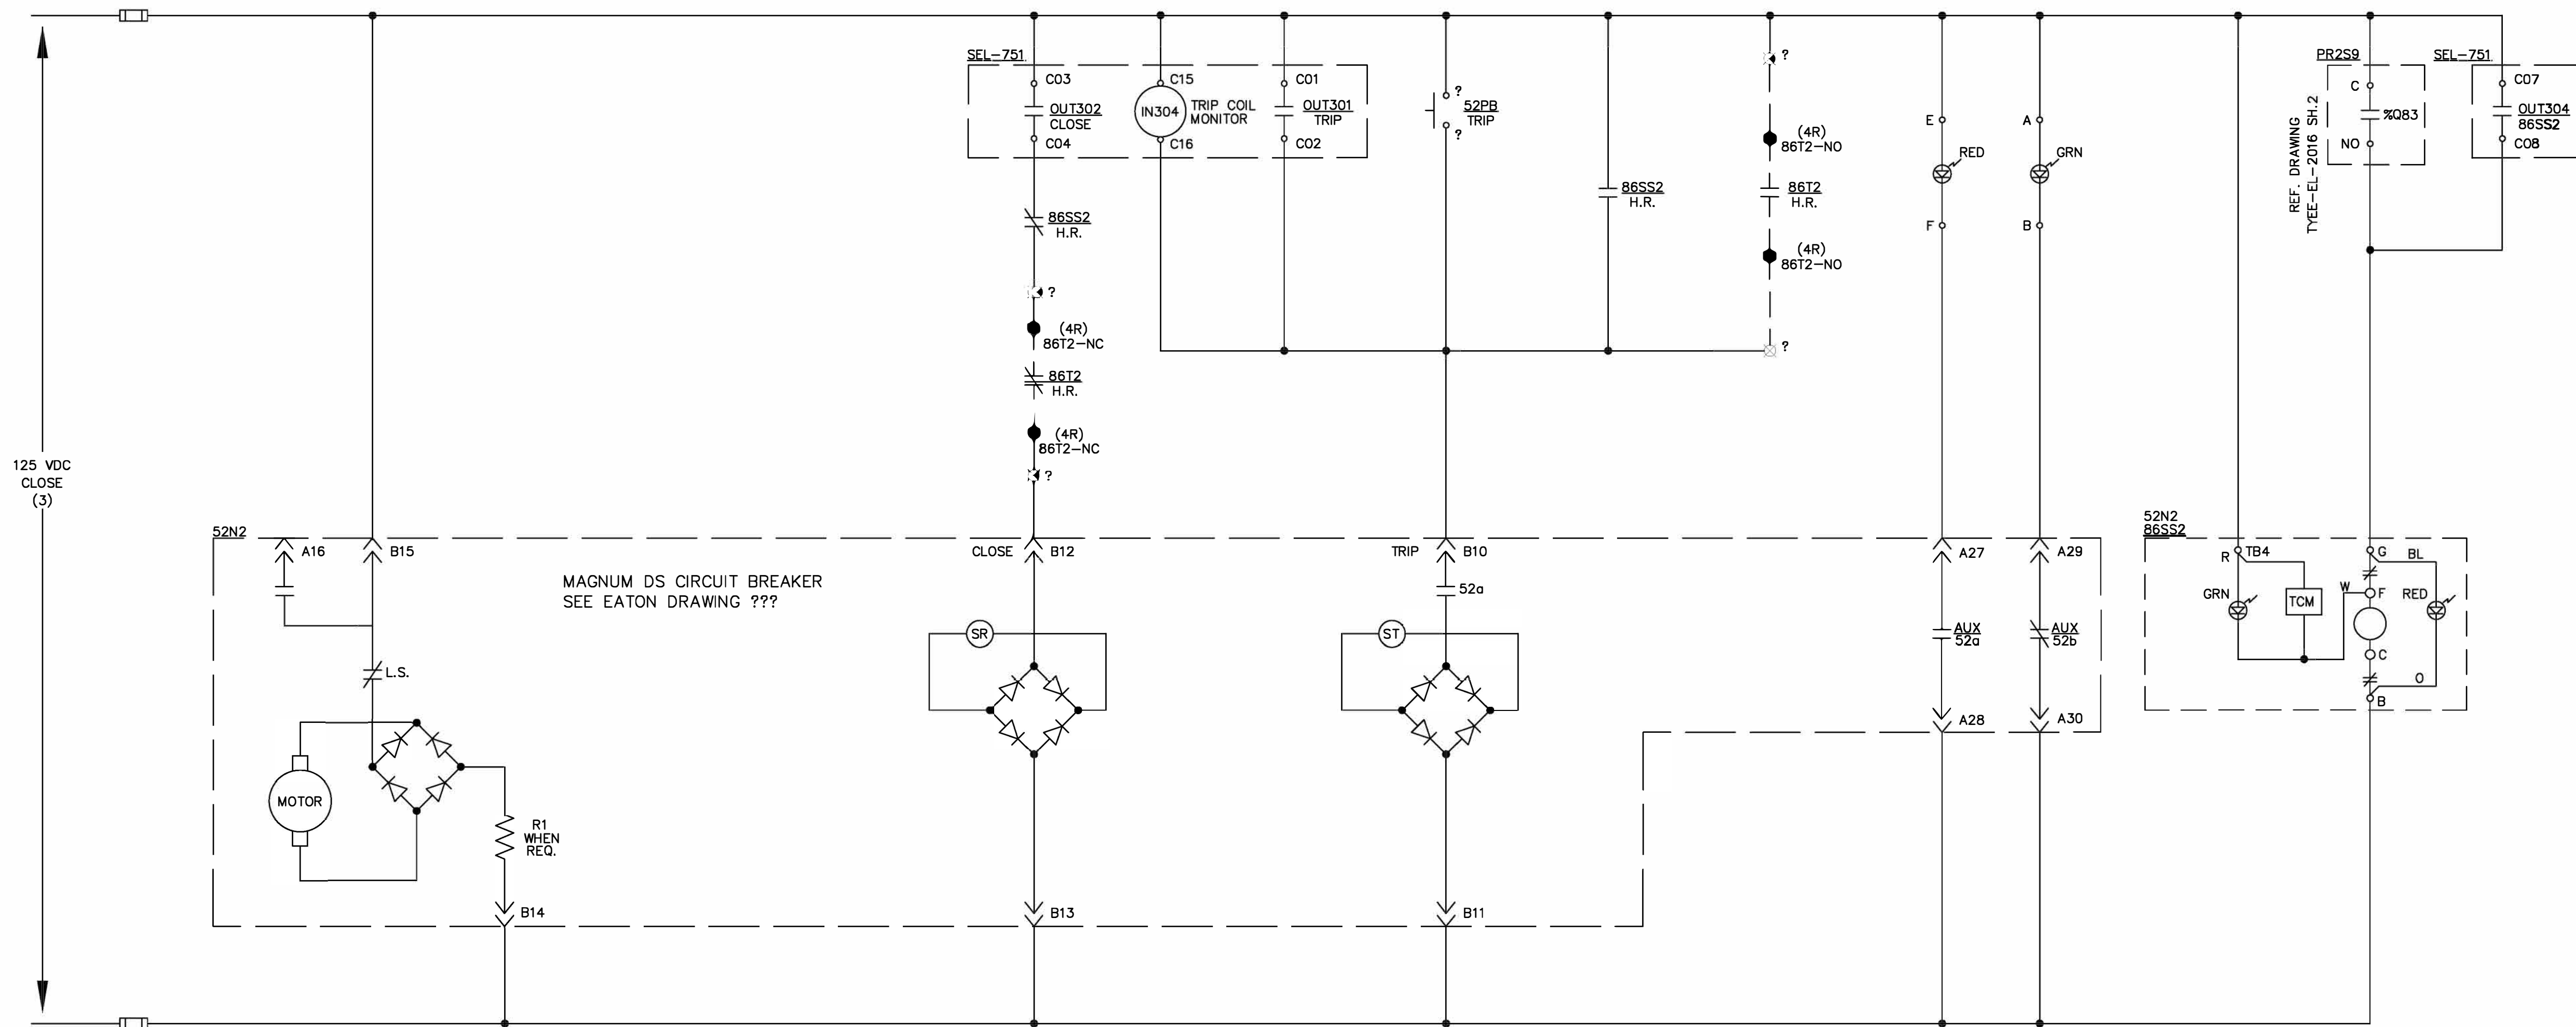 125 VDC
CLOSE
(3)
SEL-751
C03
OUT302
CLOSE
C04
C15
IN304
TRIP COIL
MONITOR
C16
C01
OUT301
TRIP
C02
?
52PB
TRIP
?
86SS2
H.R.
?
(4R)
86T2-NC
86T2
H.R.
(4R)
86T2-NC
?
86SS2
H.R.
?
(4R)
86T2-NO
86T2
H.R.
(4R)
86T2-NO
?
E
RED
F
A
GRN
B
REF. DRAWING
TYEE-EL-2016 SH.2
PR2S9
C
%Q83
NO
SEL-751
C07
OUT304
86SS2
C08
52N2
A16
B15
MAGNUM DS CIRCUIT BREAKER
SEE EATON DRAWING ???
L.S.
MOTOR
R1
WHEN
REQ.
B14
CLOSE
B12
SR
B13
TRIP
B10
52a
ST
B11
A27
AUX
52a
A28
A29
AUX
52b
A30
52N2
86SS2
R
TB4
GRN
TCM
W
G
BL
F
RED
C
O
B